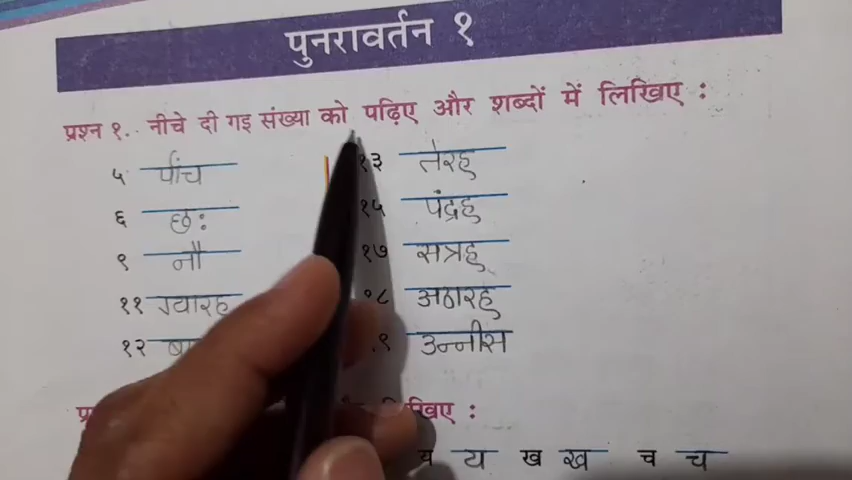 पुनरावर्तन १
प्रश्न १. नीचे दी गइ संख्या को पढ़िए और शब्दों में लिखिए :
५ पांच १३ तेरह
६ छः १५ पंद्रह
९ नौ १७ सत्रह
११ ग्यारह १८ अठारह
१२ १९ उन्नीस
य य ख ख च च